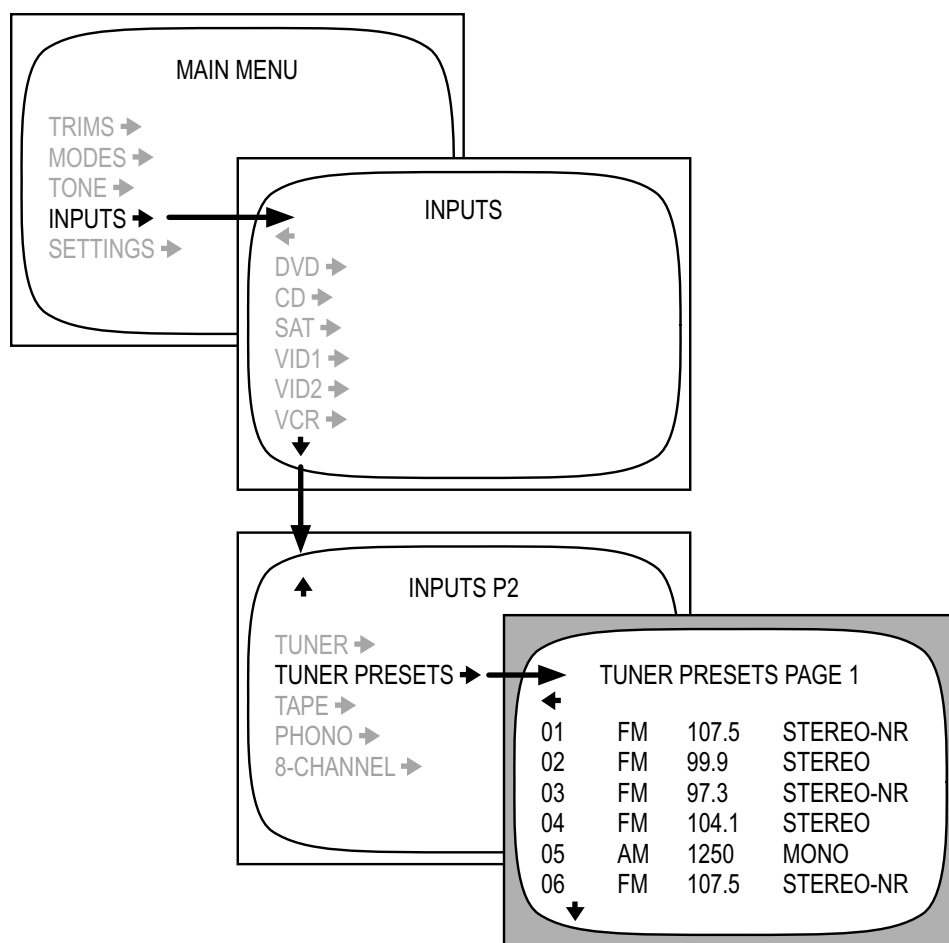 MAIN MENU
TRIMS
MODES
TONE
INPUTS
SETTINGS
INPUTS
DVD
CD
SAT
VID1
VID2
VCR
INPUTS P2
TUNER
TUNER PRESETS
TAPE
PHONO
8-CHANNEL
TUNER PRESETS PAGE 1
01 FM 107.5 STEREO-NR
02 FM 99.9 STEREO
03 FM 97.3 STEREO-NR
04 FM 104.1 STEREO
05 AM 1250 MONO
06 FM 107.5 STEREO-NR